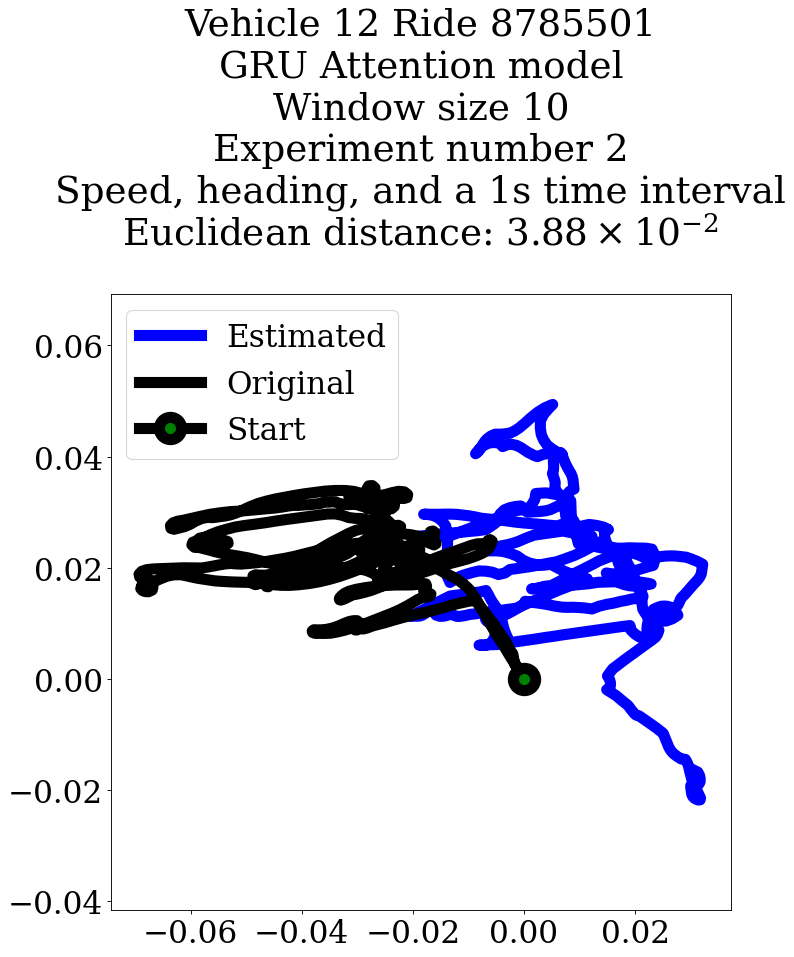 Vehicle 12 Ride 8785501
GRU Attention model
Window size 10
Experiment number 2
Speed, heading, and a 1s time interval
Euclidean distance: 3.88 × 10⁻²
Estimated
Original
Start
0.06
0.04
0.02
0.00
−0.02
−0.04
−0.06 −0.04 −0.02 0.00 0.02